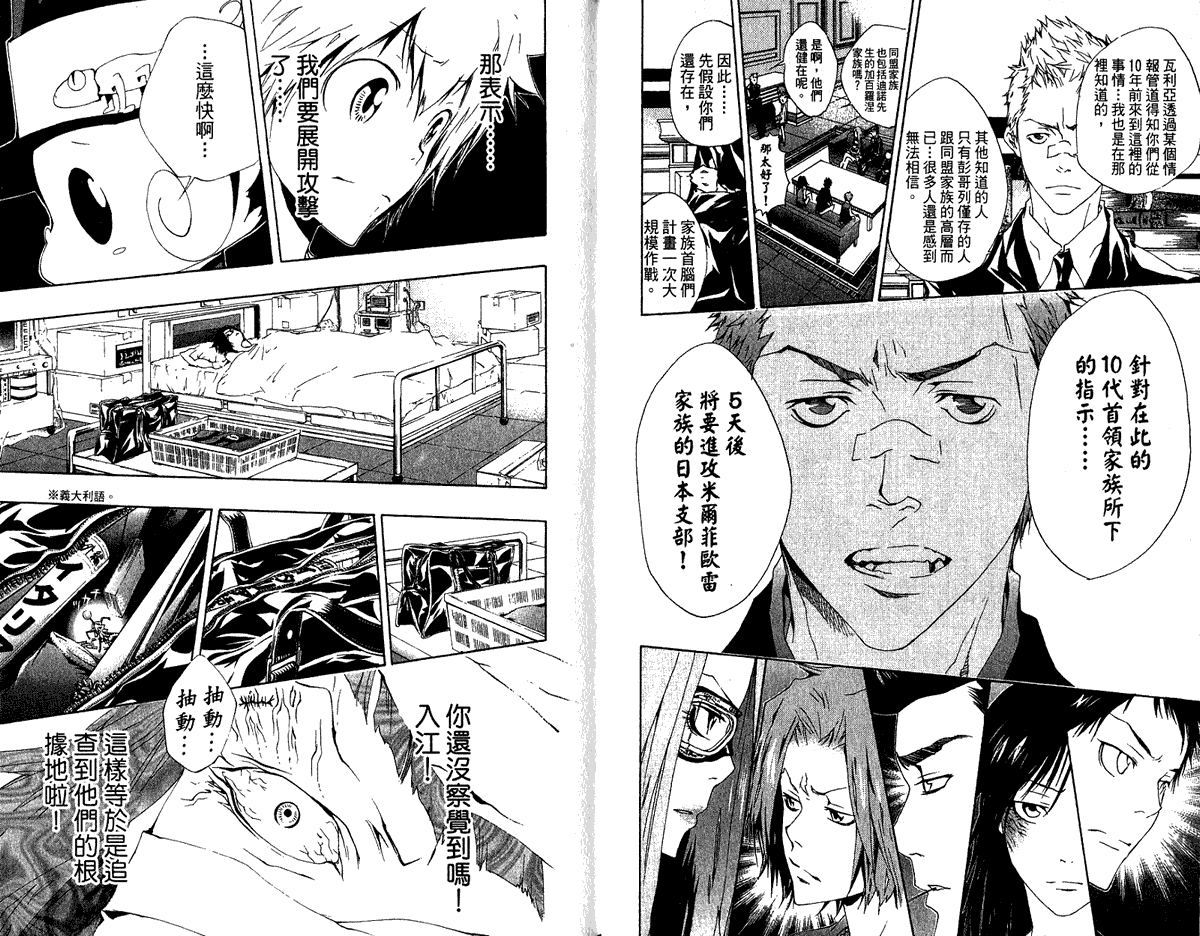 瓦利亞透過某個情
報管道得知你們從
10年前來到這裡的
事情…我也是在那
裡知道的，
其他知道的人
只有彭哥列僅存的人
跟同盟家族的高層而
已…很多人還是感到
無法相信。
同盟家族
也包括迪諾先
生的加百羅涅
家族嗎？
是啊，他們
還健在呢。
那太好了！
因此……
先假設你們
還存在，
家族首腦們
計畫一次大
規模作戰。
針對在此的
10代首領家族所下
的指示……
5天後
將要進攻米爾菲歐雷
家族的日本支部！
那表示………
我們要展開攻擊
了……
…這麼快啊…
※義大利語。
イタリア
你還沒察覺到嗎！
入江！
抽動…
抽動…
這樣等於是追
查到他們的根
據地啦！